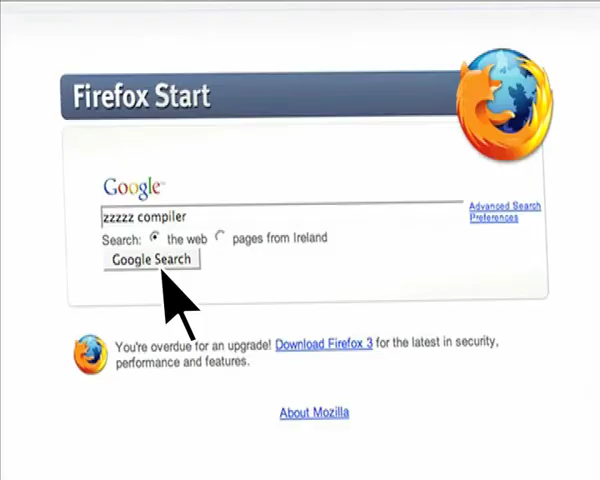 Firefox Start
Google™
zzzzz compiler
Advanced Search
Preferences
Search: the web pages from Ireland
Google Search
You're overdue for an upgrade! Download Firefox 3 for the latest in security,
performance and features.
About Mozilla